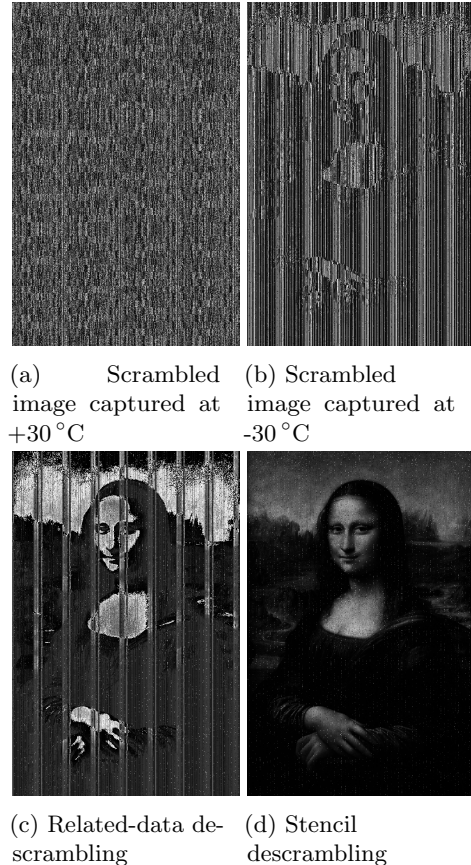 (a) Scrambled
image captured at
+30 °C
(b) Scrambled
image captured at
-30 °C
(c) Related-data de-
scrambling
(d) Stencil
descrambling